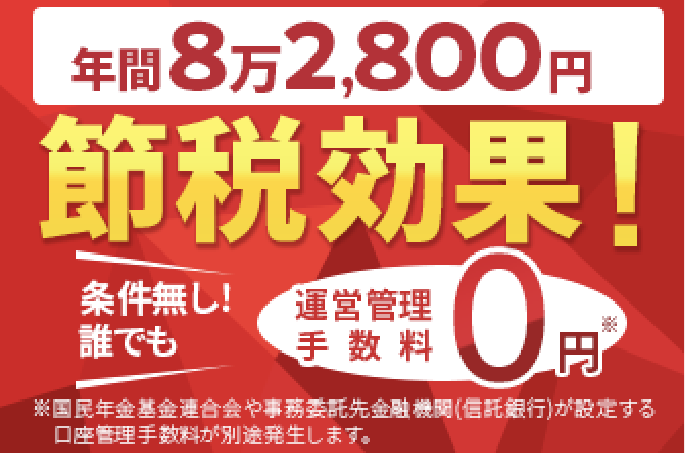 年間8万2,800円
節税効果!
条件無し!
誰でも
運営管理
手数料
0円※
※国民年金基金連合会や事務委託先金融機関(信託銀行)が設定する
口座管理手数料が別途発生します。